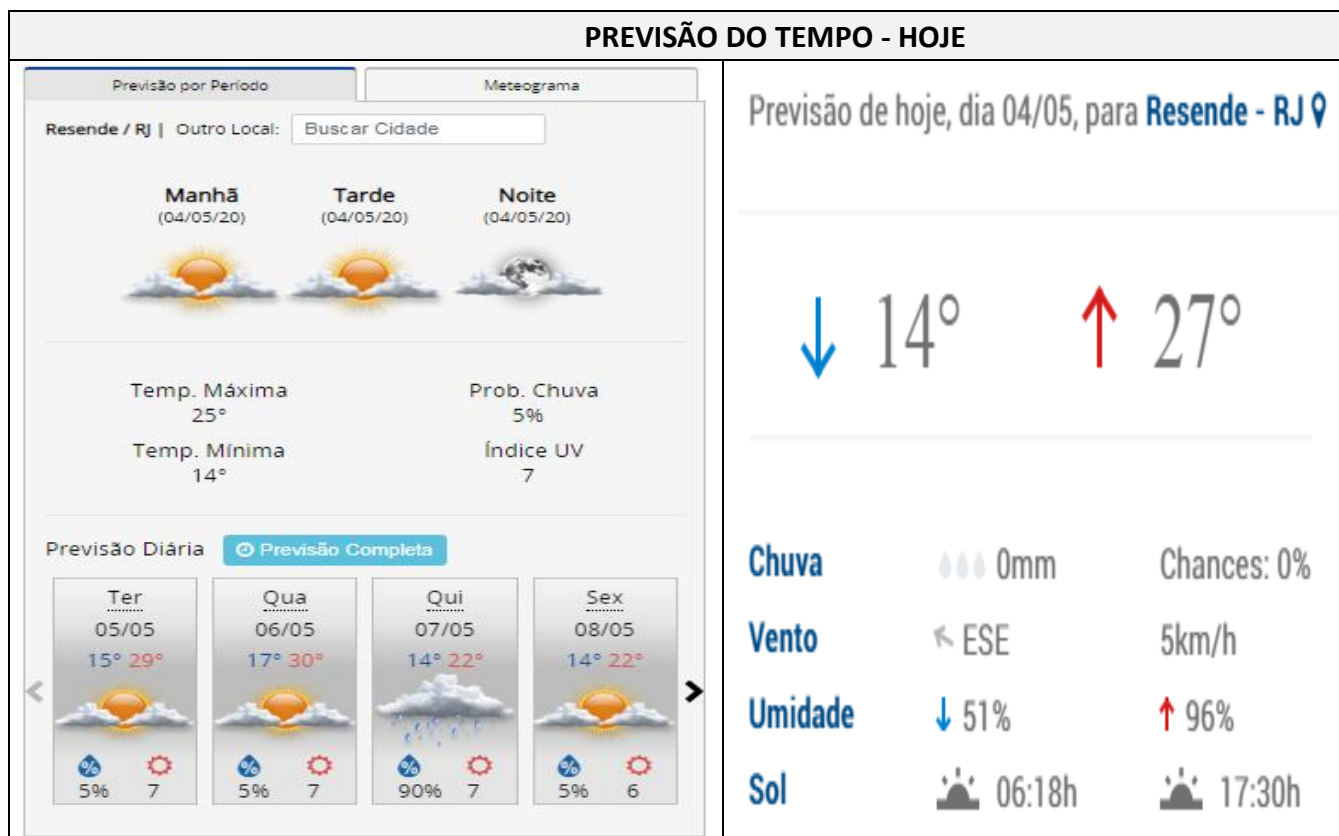 PREVISÃO DO TEMPO - HOJE
Previsão por Período
Meteograma
Resende / RJ | Outro Local: Buscar Cidade
Manhã Tarde Noite
(04/05/20) (04/05/20) (04/05/20)
Temp. Máxima Prob. Chuva
25° 5%
Temp. Mínima Índice UV
14° 7
Previsão Diária Previsão Completa
Ter Qua Qui Sex
05/05 06/05 07/05 08/05
15° 29° 17° 30° 14° 22° 14° 22°
% % % %
5% 7 5% 7 90% 7 5% 6
Previsão de hoje, dia 04/05, para Resende - RJ
14° 27°
Chuva 0mm Chances: 0%
Vento ESE 5km/h
Umidade 51% 96%
Sol 06:18h 17:30h